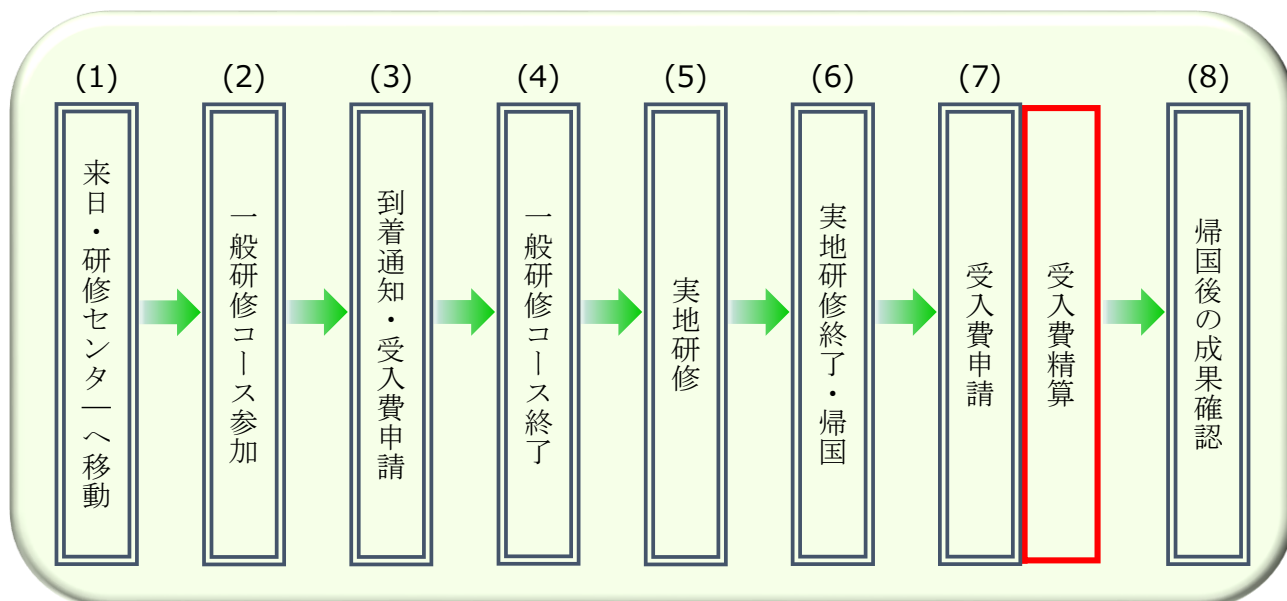 (1)
来日・研修センターへ移動
(2)
一般研修コース参加
(3)
到着通知・受入費申請
(4)
一般研修コース終了
(5)
実地研修
(6)
実地研修終了・帰国
(7)
受入費申請
受入費精算
(8)
帰国後の成果確認